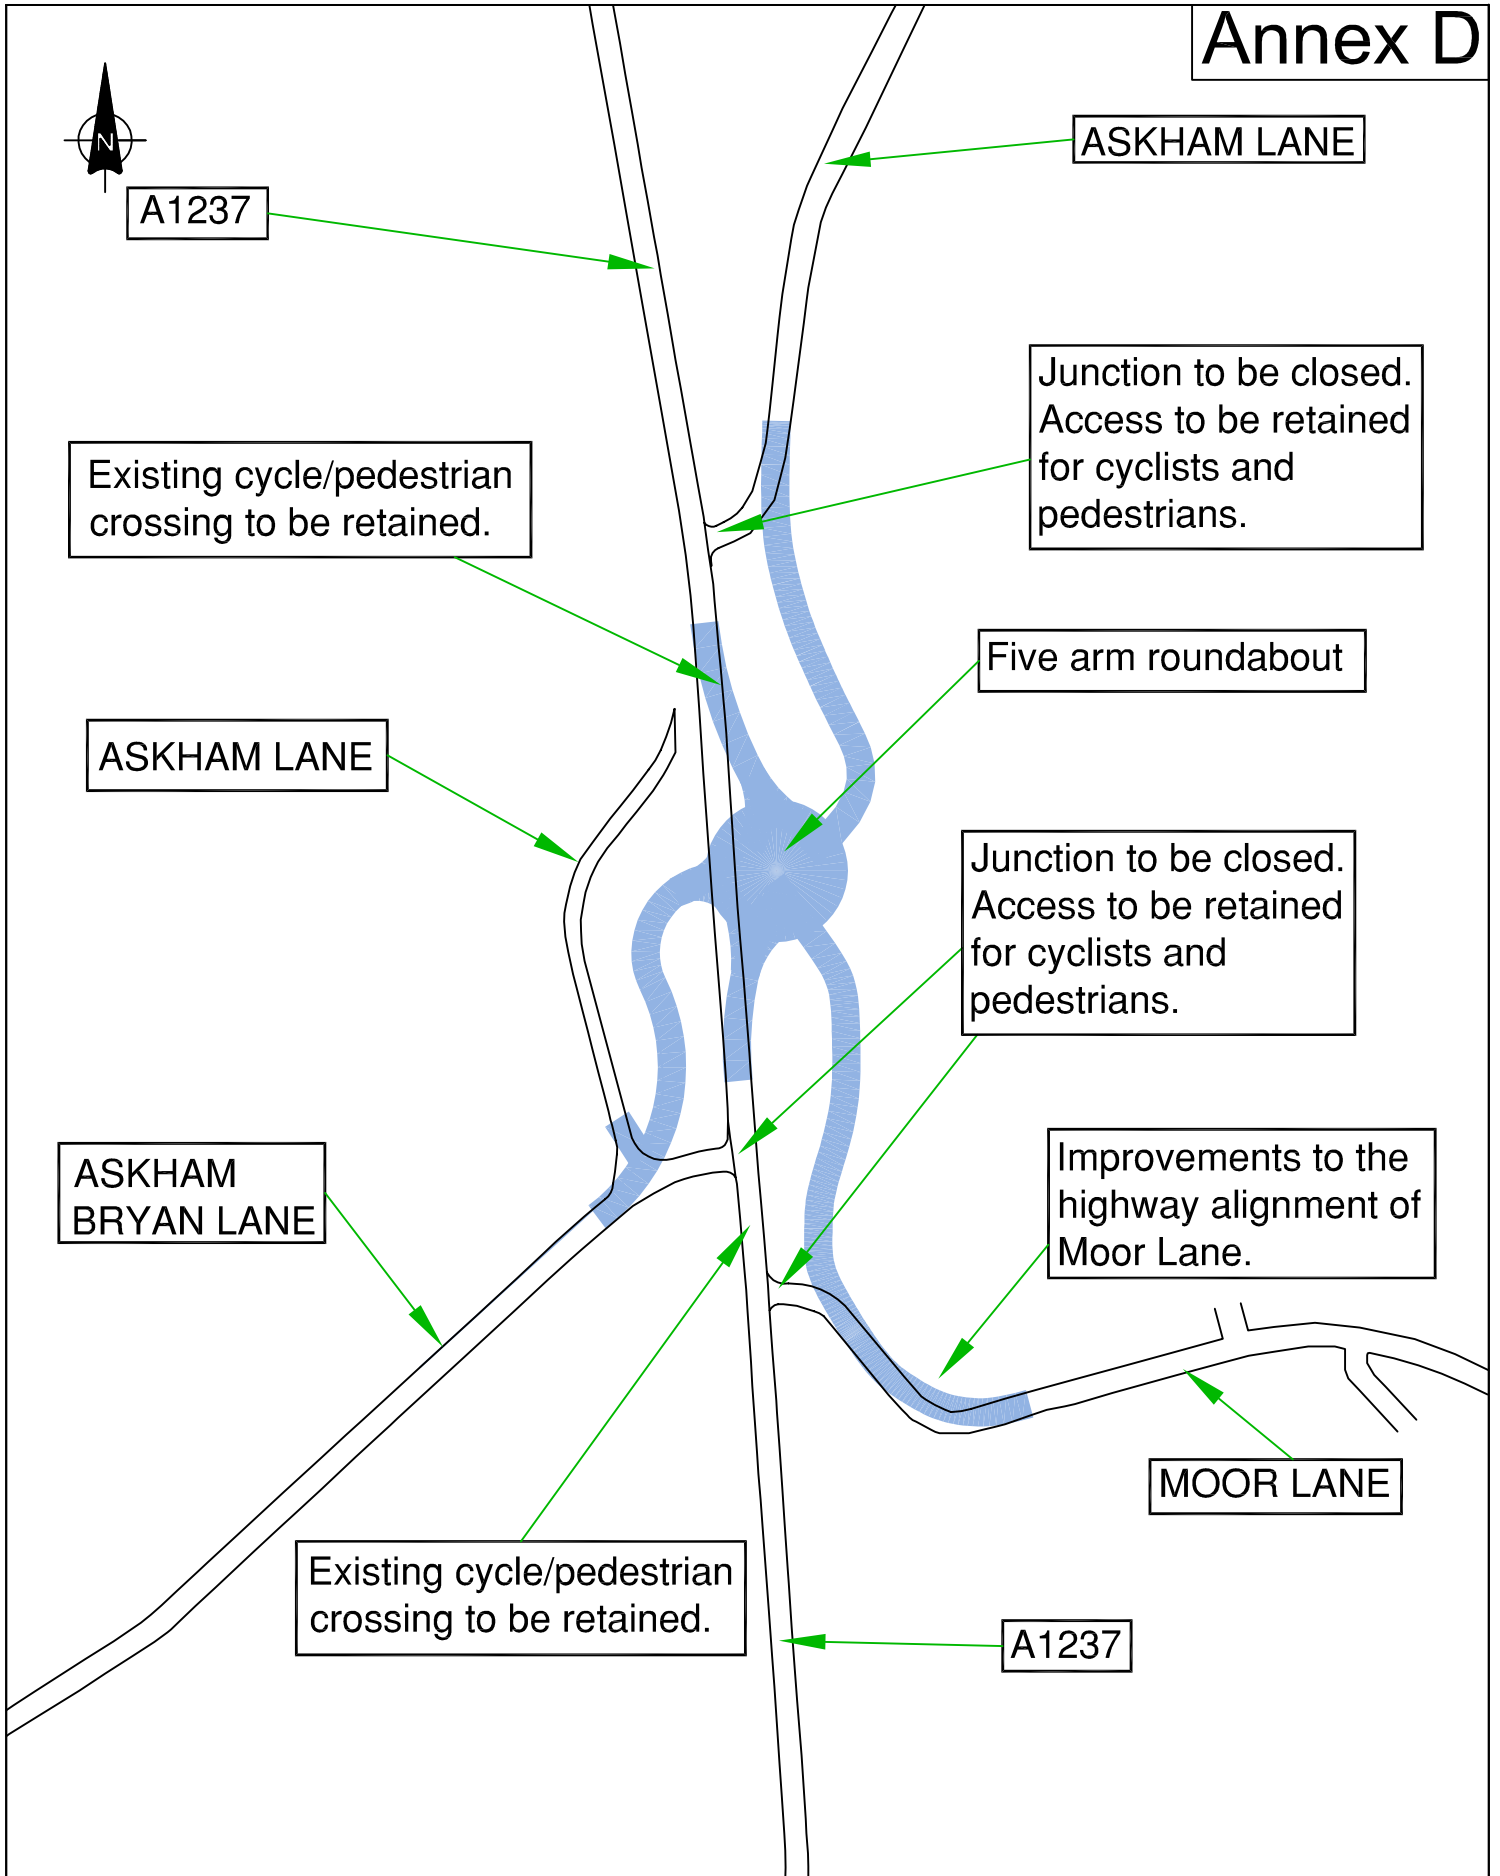 Annex D
N
ASKHAM LANE
A1237
Junction to be closed.
Access to be retained
for cyclists and
pedestrians.
Existing cycle/pedestrian
crossing to be retained.
Five arm roundabout
ASKHAM LANE
Junction to be closed.
Access to be retained
for cyclists and
pedestrians.
ASKHAM
BRYAN LANE
Improvements to the
highway alignment of
Moor Lane.
MOOR LANE
Existing cycle/pedestrian
crossing to be retained.
A1237